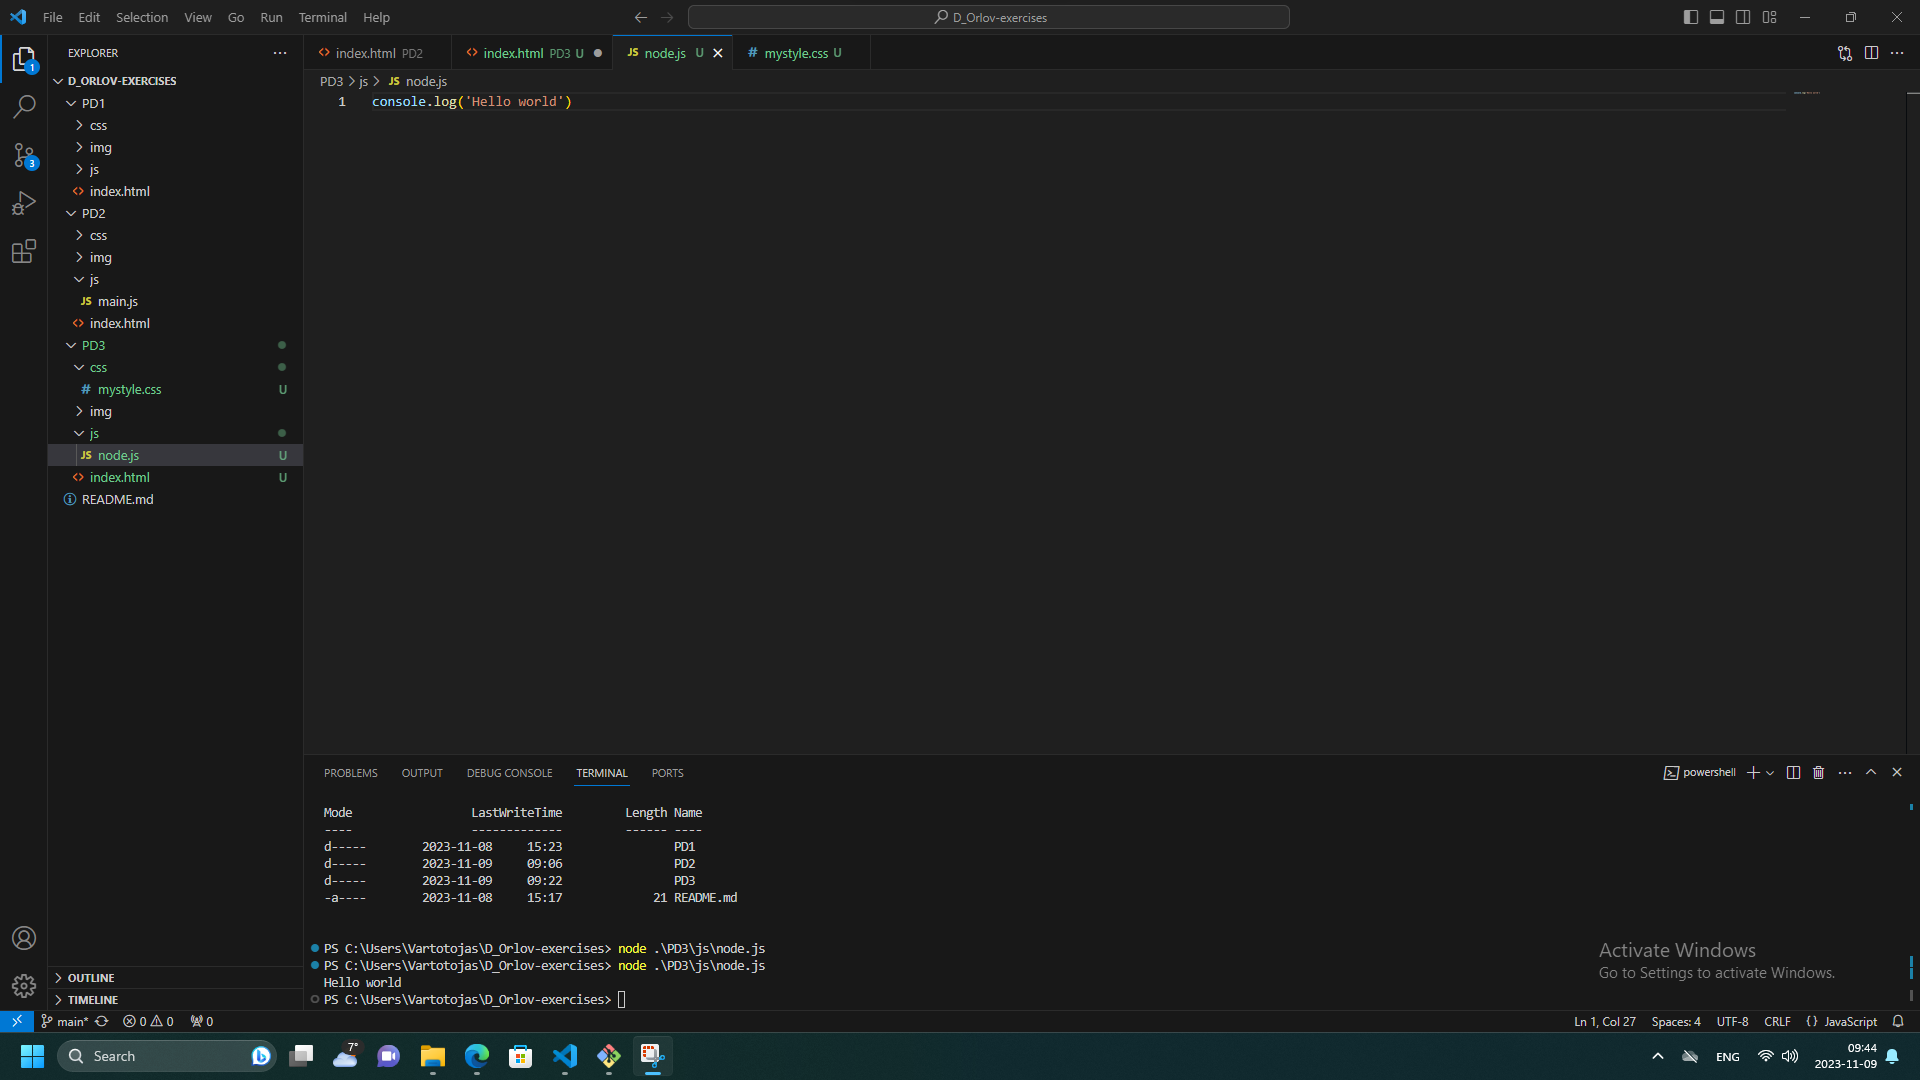 File Edit Selection View Go Run Terminal Help
D_Orlov-exercises
EXPLORER
D_ORLOV-EXERCISES
PD1
css
img
js
index.html
PD2
css
img
js
JS main.js
index.html
PD3
css
# mystyle.css U
img
js
JS node.js U
index.html U
README.md
OUTLINE
TIMELINE
1
3
index.html PD2
index.html PD3 U
JS node.js U
# mystyle.css U
PD3 > js > JS node.js
1 console.log('Hello world')
PROBLEMS OUTPUT DEBUG CONSOLE TERMINAL PORTS
powershell
Mode LastWriteTime Length Name
---- ------------- ------ ----
d----- 2023-11-08 15:23 PD1
d----- 2023-11-09 09:06 PD2
d----- 2023-11-09 09:22 PD3
-a---- 2023-11-08 15:17 21 README.md
PS C:\Users\Vartotojas\D_Orlov-exercises> node .\PD3\js\node.js
PS C:\Users\Vartotojas\D_Orlov-exercises> node .\PD3\js\node.js
Hello world
PS C:\Users\Vartotojas\D_Orlov-exercises>
Activate Windows
Go to Settings to activate Windows.
main* 0 0 0
Ln 1, Col 27 Spaces: 4 UTF-8 CRLF {} JavaScript
Search
7°
ENG
09:44
2023-11-09